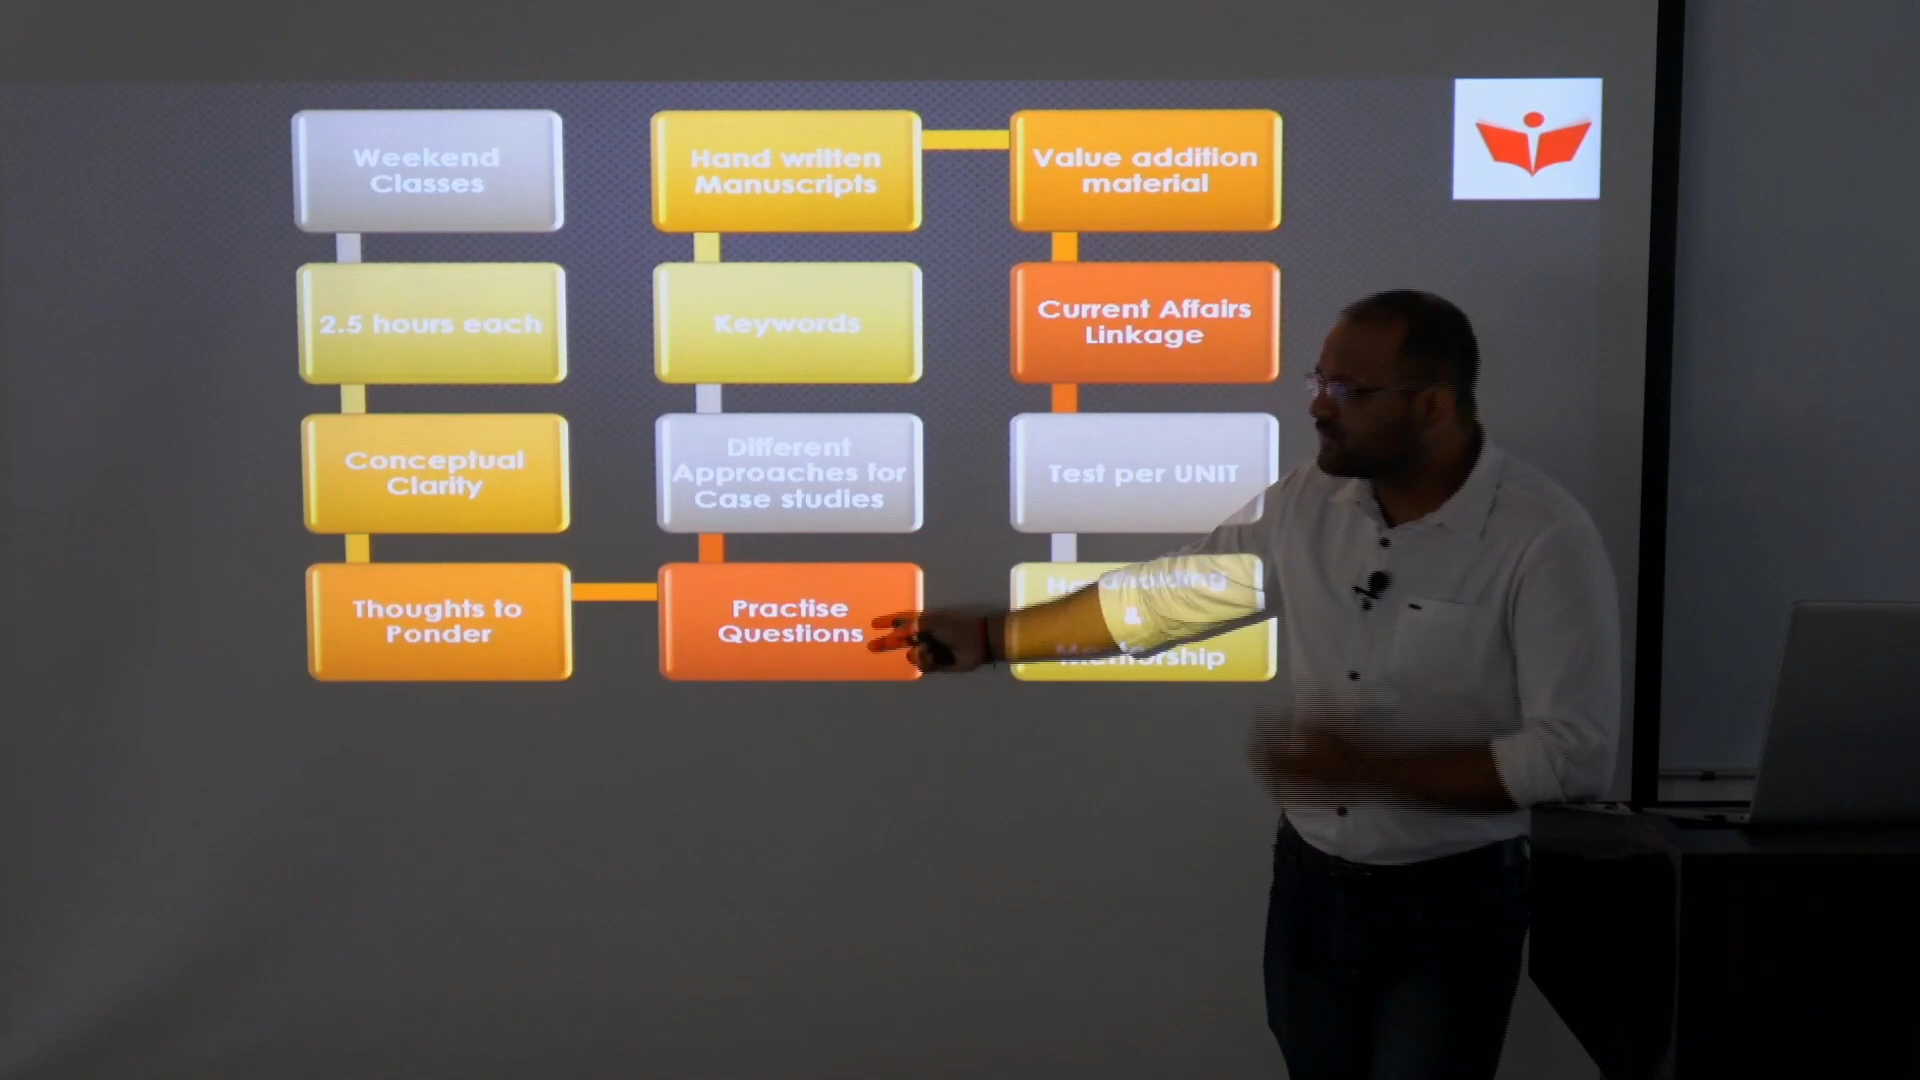 Weekend
Classes
2.5 hours each
Conceptual
Clarity
Thoughts to
Ponder
Practise
Questions
Different
Approaches for
Case studies
Keywords
Hand written
Manuscripts
Value addition
material
Current Affairs
Linkage
Test per UNIT
&